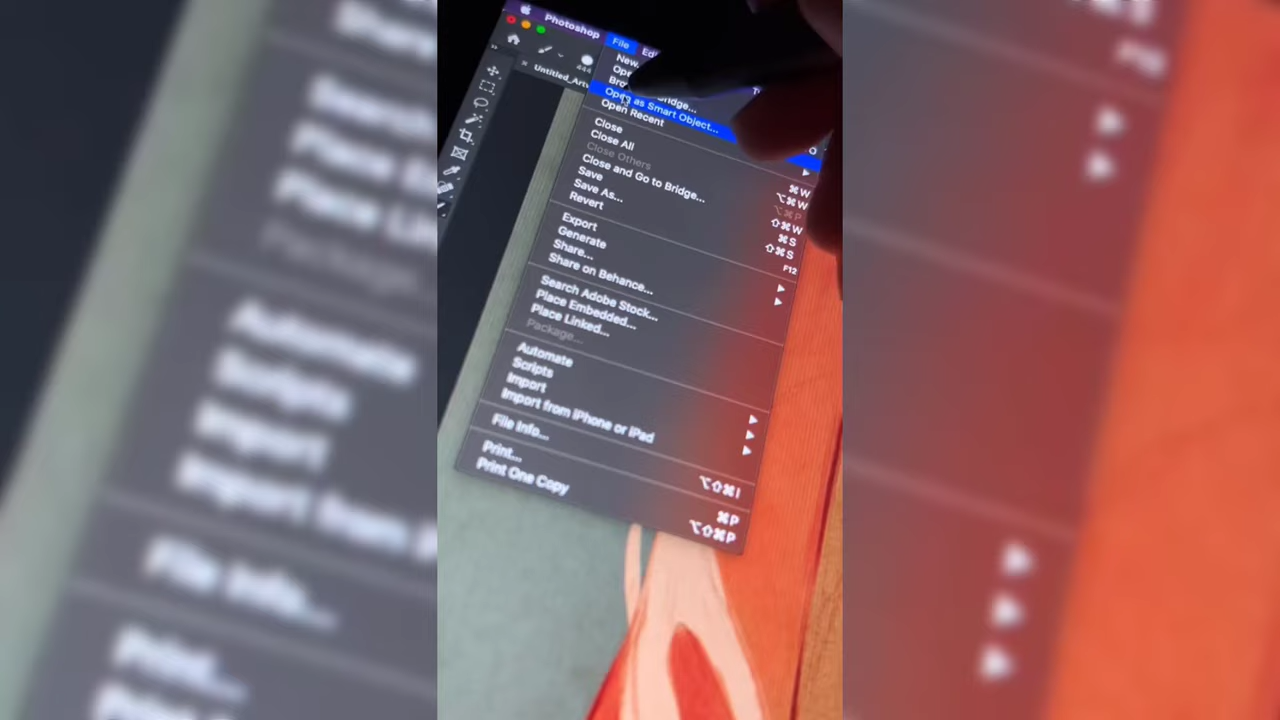 Photoshop File
Untitled_Art
New
Bridge...
Open as Smart Object...
Open Recent
Close ⌘W
Close All ⌥⌘W
Close Others ⌥⌘P
Close and Go to Bridge... ⇧⌘W
Save ⌘S
Save As... ⇧⌘S
Revert F12
Export
Generate
Share...
Share on Behance...
Search Adobe Stock...
Place Embedded...
Place Linked...
Package...
Automate
Scripts
Import
Import from iPhone or iPad
File Info... ⌥⇧⌘I
Print... ⌘P
Print One Copy ⌥⇧⌘P